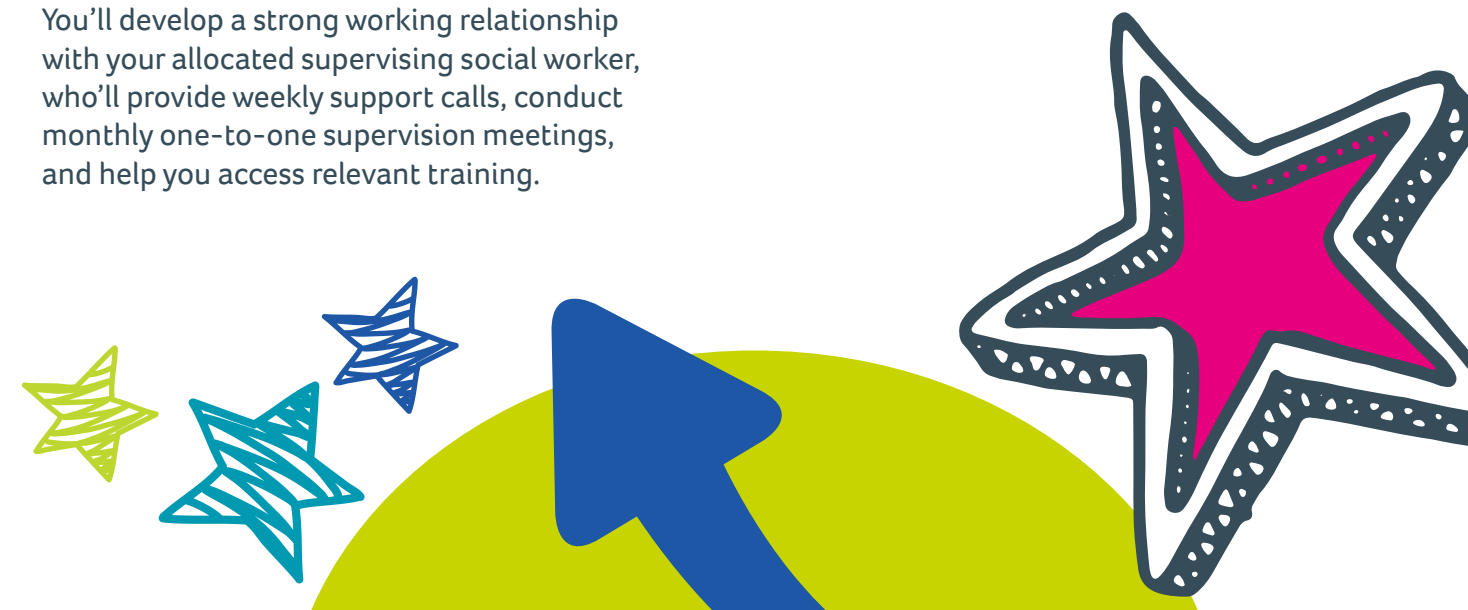 You’ll develop a strong working relationship
with your allocated supervising social worker,
who’ll provide weekly support calls, conduct
monthly one-to-one supervision meetings,
and help you access relevant training.